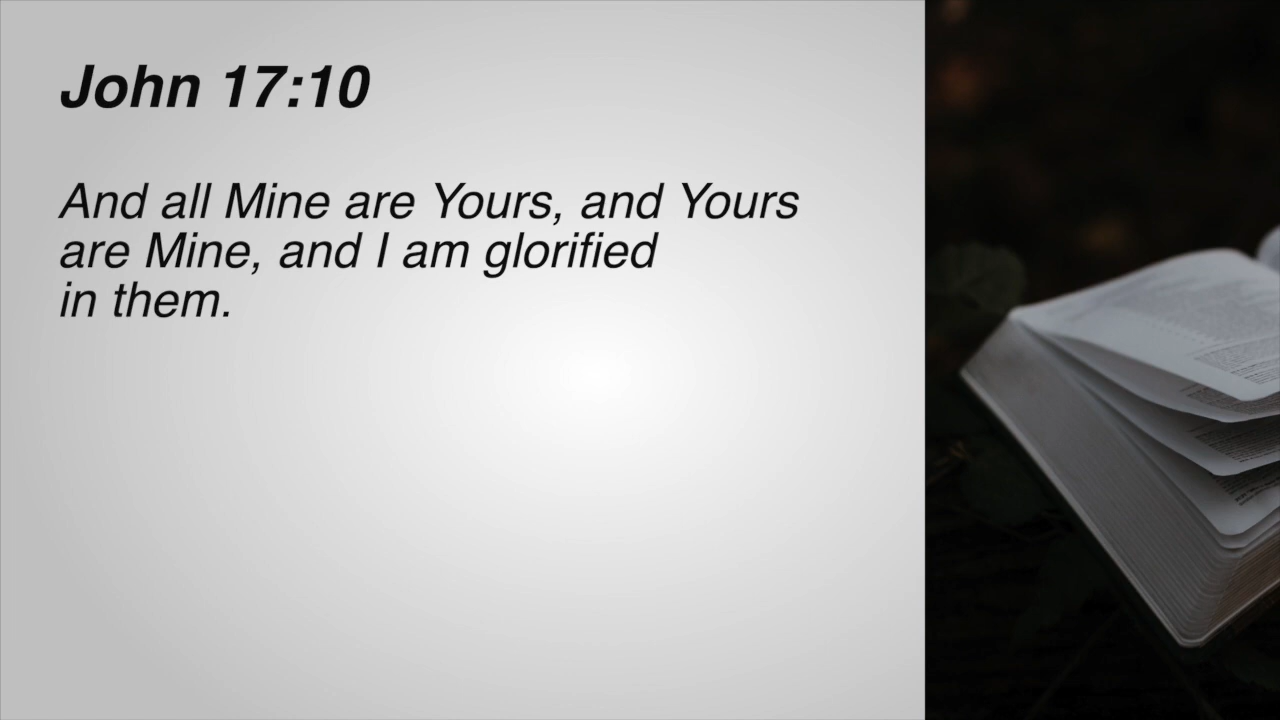 John 17:10
And all Mine are Yours, and Yours
are Mine, and I am glorified
in them.